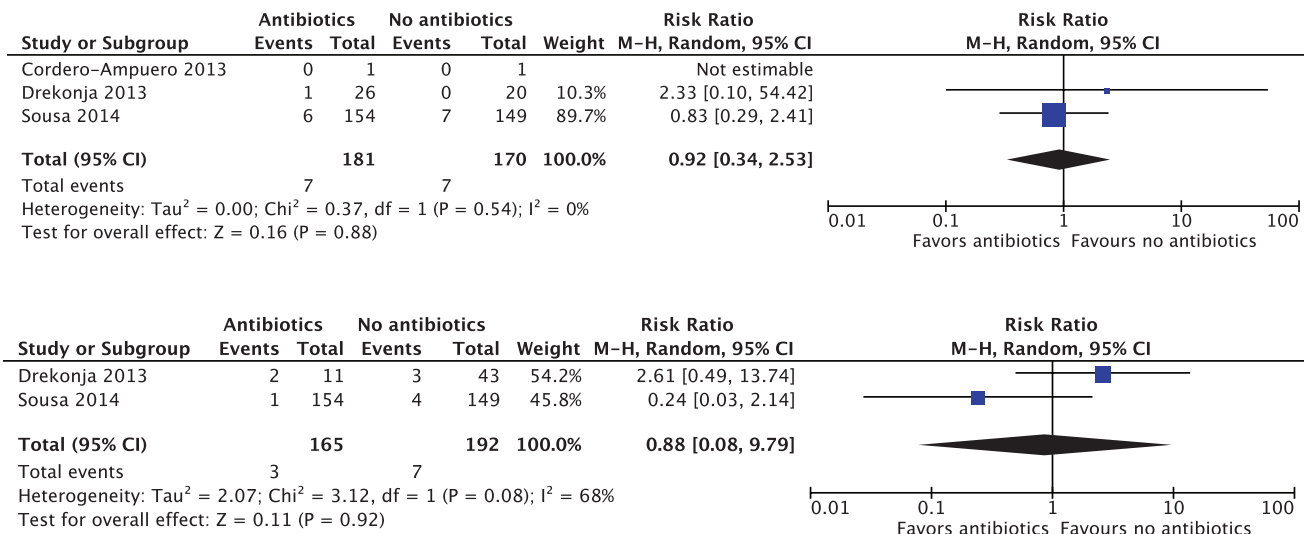 Antibiotics No antibiotics Risk Ratio Risk Ratio
Study or Subgroup Events Total Events Total Weight M–H, Random, 95% CI M–H, Random, 95% CI
Cordero–Ampuero 2013 0 1 0 1 Not estimable
Drekonja 2013 1 26 0 20 10.3% 2.33 [0.10, 54.42]
Sousa 2014 6 154 7 149 89.7% 0.83 [0.29, 2.41]
Total (95% CI) 181 170 100.0% 0.92 [0.34, 2.53]
Total events 7 7
Heterogeneity: Tau² = 0.00; Chi² = 0.37, df = 1 (P = 0.54); I² = 0%
Test for overall effect: Z = 0.16 (P = 0.88)
0.01 0.1 1 10 100
Favors antibiotics Favours no antibiotics
Antibiotics No antibiotics Risk Ratio Risk Ratio
Study or Subgroup Events Total Events Total Weight M–H, Random, 95% CI M–H, Random, 95% CI
Drekonja 2013 2 11 3 43 54.2% 2.61 [0.49, 13.74]
Sousa 2014 1 154 4 149 45.8% 0.24 [0.03, 2.14]
Total (95% CI) 165 192 100.0% 0.88 [0.08, 9.79]
Total events 3 7
Heterogeneity: Tau² = 2.07; Chi² = 3.12, df = 1 (P = 0.08); I² = 68%
Test for overall effect: Z = 0.11 (P = 0.92)
0.01 0.1 1 10 100
Favors antibiotics Favours no antibiotics